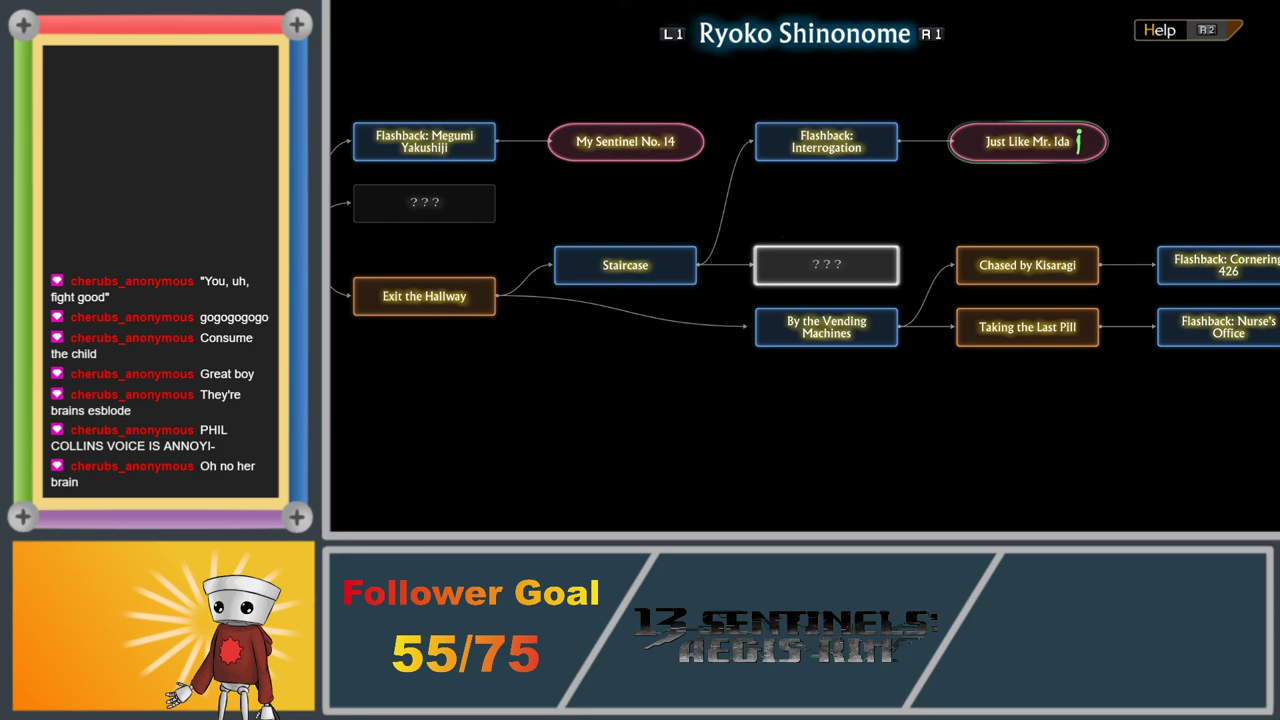 L1 Ryoko Shinonome R1
Help R2
Flashback: Megumi
Yakushiji
My Sentinel No. 14
Flashback:
Interrogation
Just Like Mr. Ida
???
Staircase
???
Chased by Kisaragi
Flashback: Cornering
426
Exit the Hallway
By the Vending
Machines
Taking the Last Pill
Flashback: Nurse's
Office
cherubs_anonymous "You, uh,
fight good"
cherubs_anonymous gogogogogo
cherubs_anonymous Consume
the child
cherubs_anonymous Great boy
cherubs_anonymous They're
brains esblode
cherubs_anonymous PHIL
COLLINS VOICE IS ANNOYI-
cherubs_anonymous Oh no her
brain
Follower Goal
55/75
13 SENTINELS:
AEGIS RIM